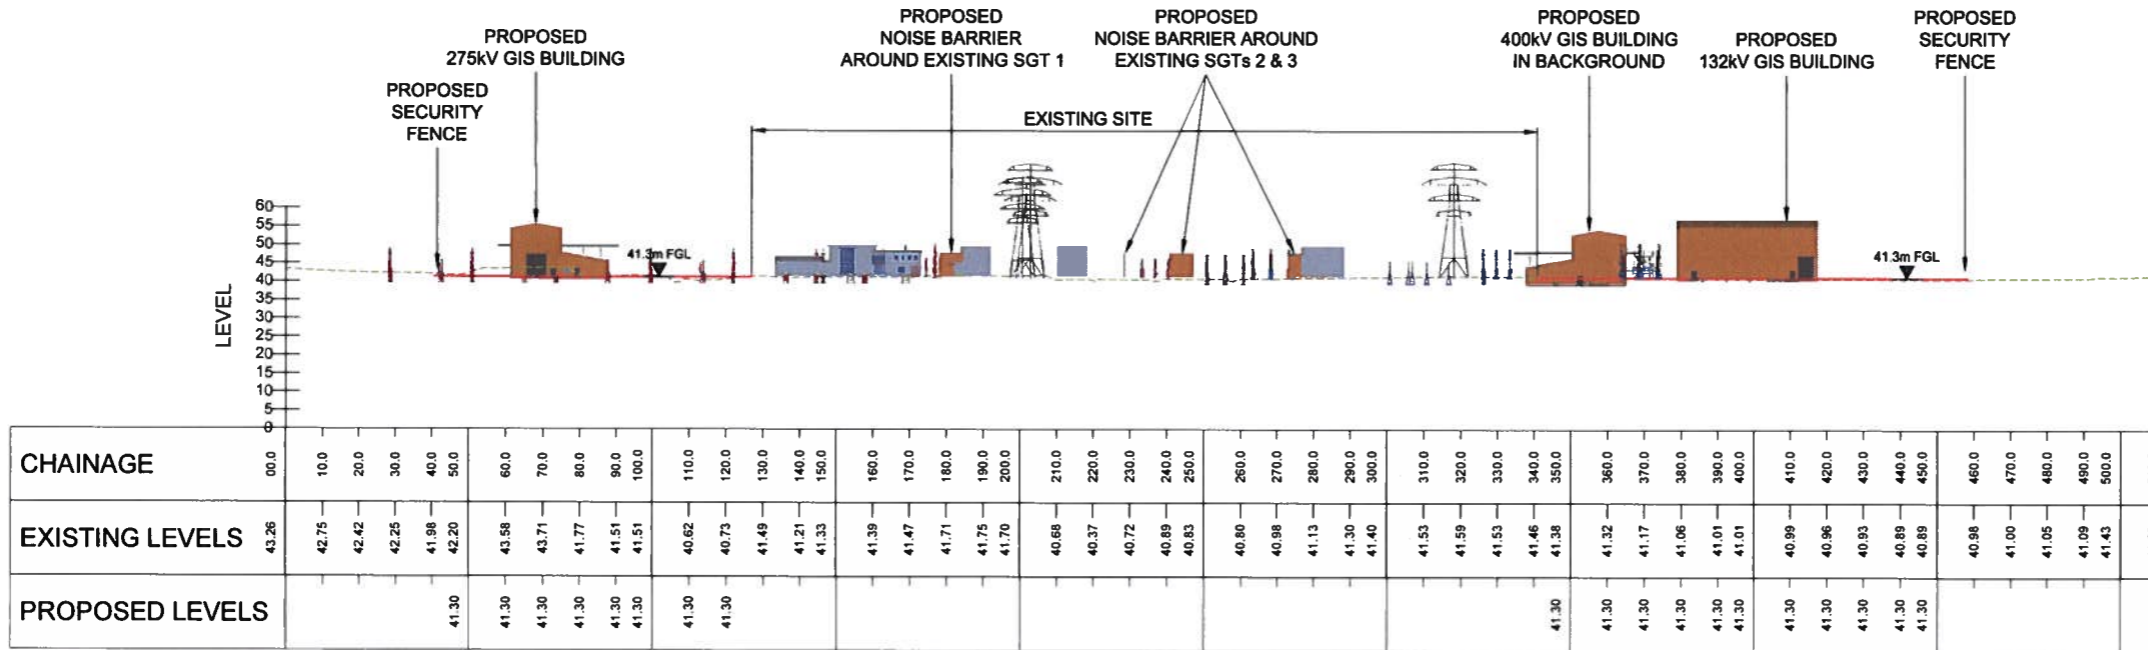 PROPOSED
SECURITY
FENCE
PROPOSED
275kV GIS BUILDING
PROPOSED
NOISE BARRIER
AROUND EXISTING SGT 1
PROPOSED
NOISE BARRIER AROUND
EXISTING SGTs 2 & 3
PROPOSED
400kV GIS BUILDING
IN BACKGROUND
PROPOSED
132kV GIS BUILDING
PROPOSED
SECURITY
FENCE
EXISTING SITE
41.3m FGL
41.3m FGL
LEVEL
60
55
50
45
40
35
30
25
20
15
10
5
0
CHAINAGE 00.0 10.0 20.0 30.0 40.0 50.0 60.0 70.0 80.0 90.0 100.0 110.0 120.0 130.0 140.0 150.0 160.0 170.0 180.0 190.0 200.0 210.0 220.0 230.0 240.0 250.0 260.0 270.0 280.0 290.0 300.0 310.0 320.0 330.0 340.0 350.0 360.0 370.0 380.0 390.0 400.0 410.0 420.0 430.0 440.0 450.0 460.0 470.0 480.0 490.0 500.0
EXISTING LEVELS 43.26 42.75 42.42 42.25 41.98 42.20 43.58 43.71 41.77 41.51 41.51 40.62 40.73 41.49 41.21 41.33 41.39 41.47 41.71 41.75 41.70 40.68 40.37 40.72 40.89 40.83 40.80 40.98 41.13 41.30 41.40 41.53 41.59 41.53 41.46 41.38 41.32 41.17 41.06 41.01 41.01 40.99 40.96 40.93 40.89 40.89 40.98 41.00 41.05 41.09 41.43
PROPOSED LEVELS 41.30 41.30 41.30 41.30 41.30 41.30 41.30 41.30 41.30 41.30 41.30 41.30 41.30 41.30 41.30 41.30 41.30 41.30 41.30